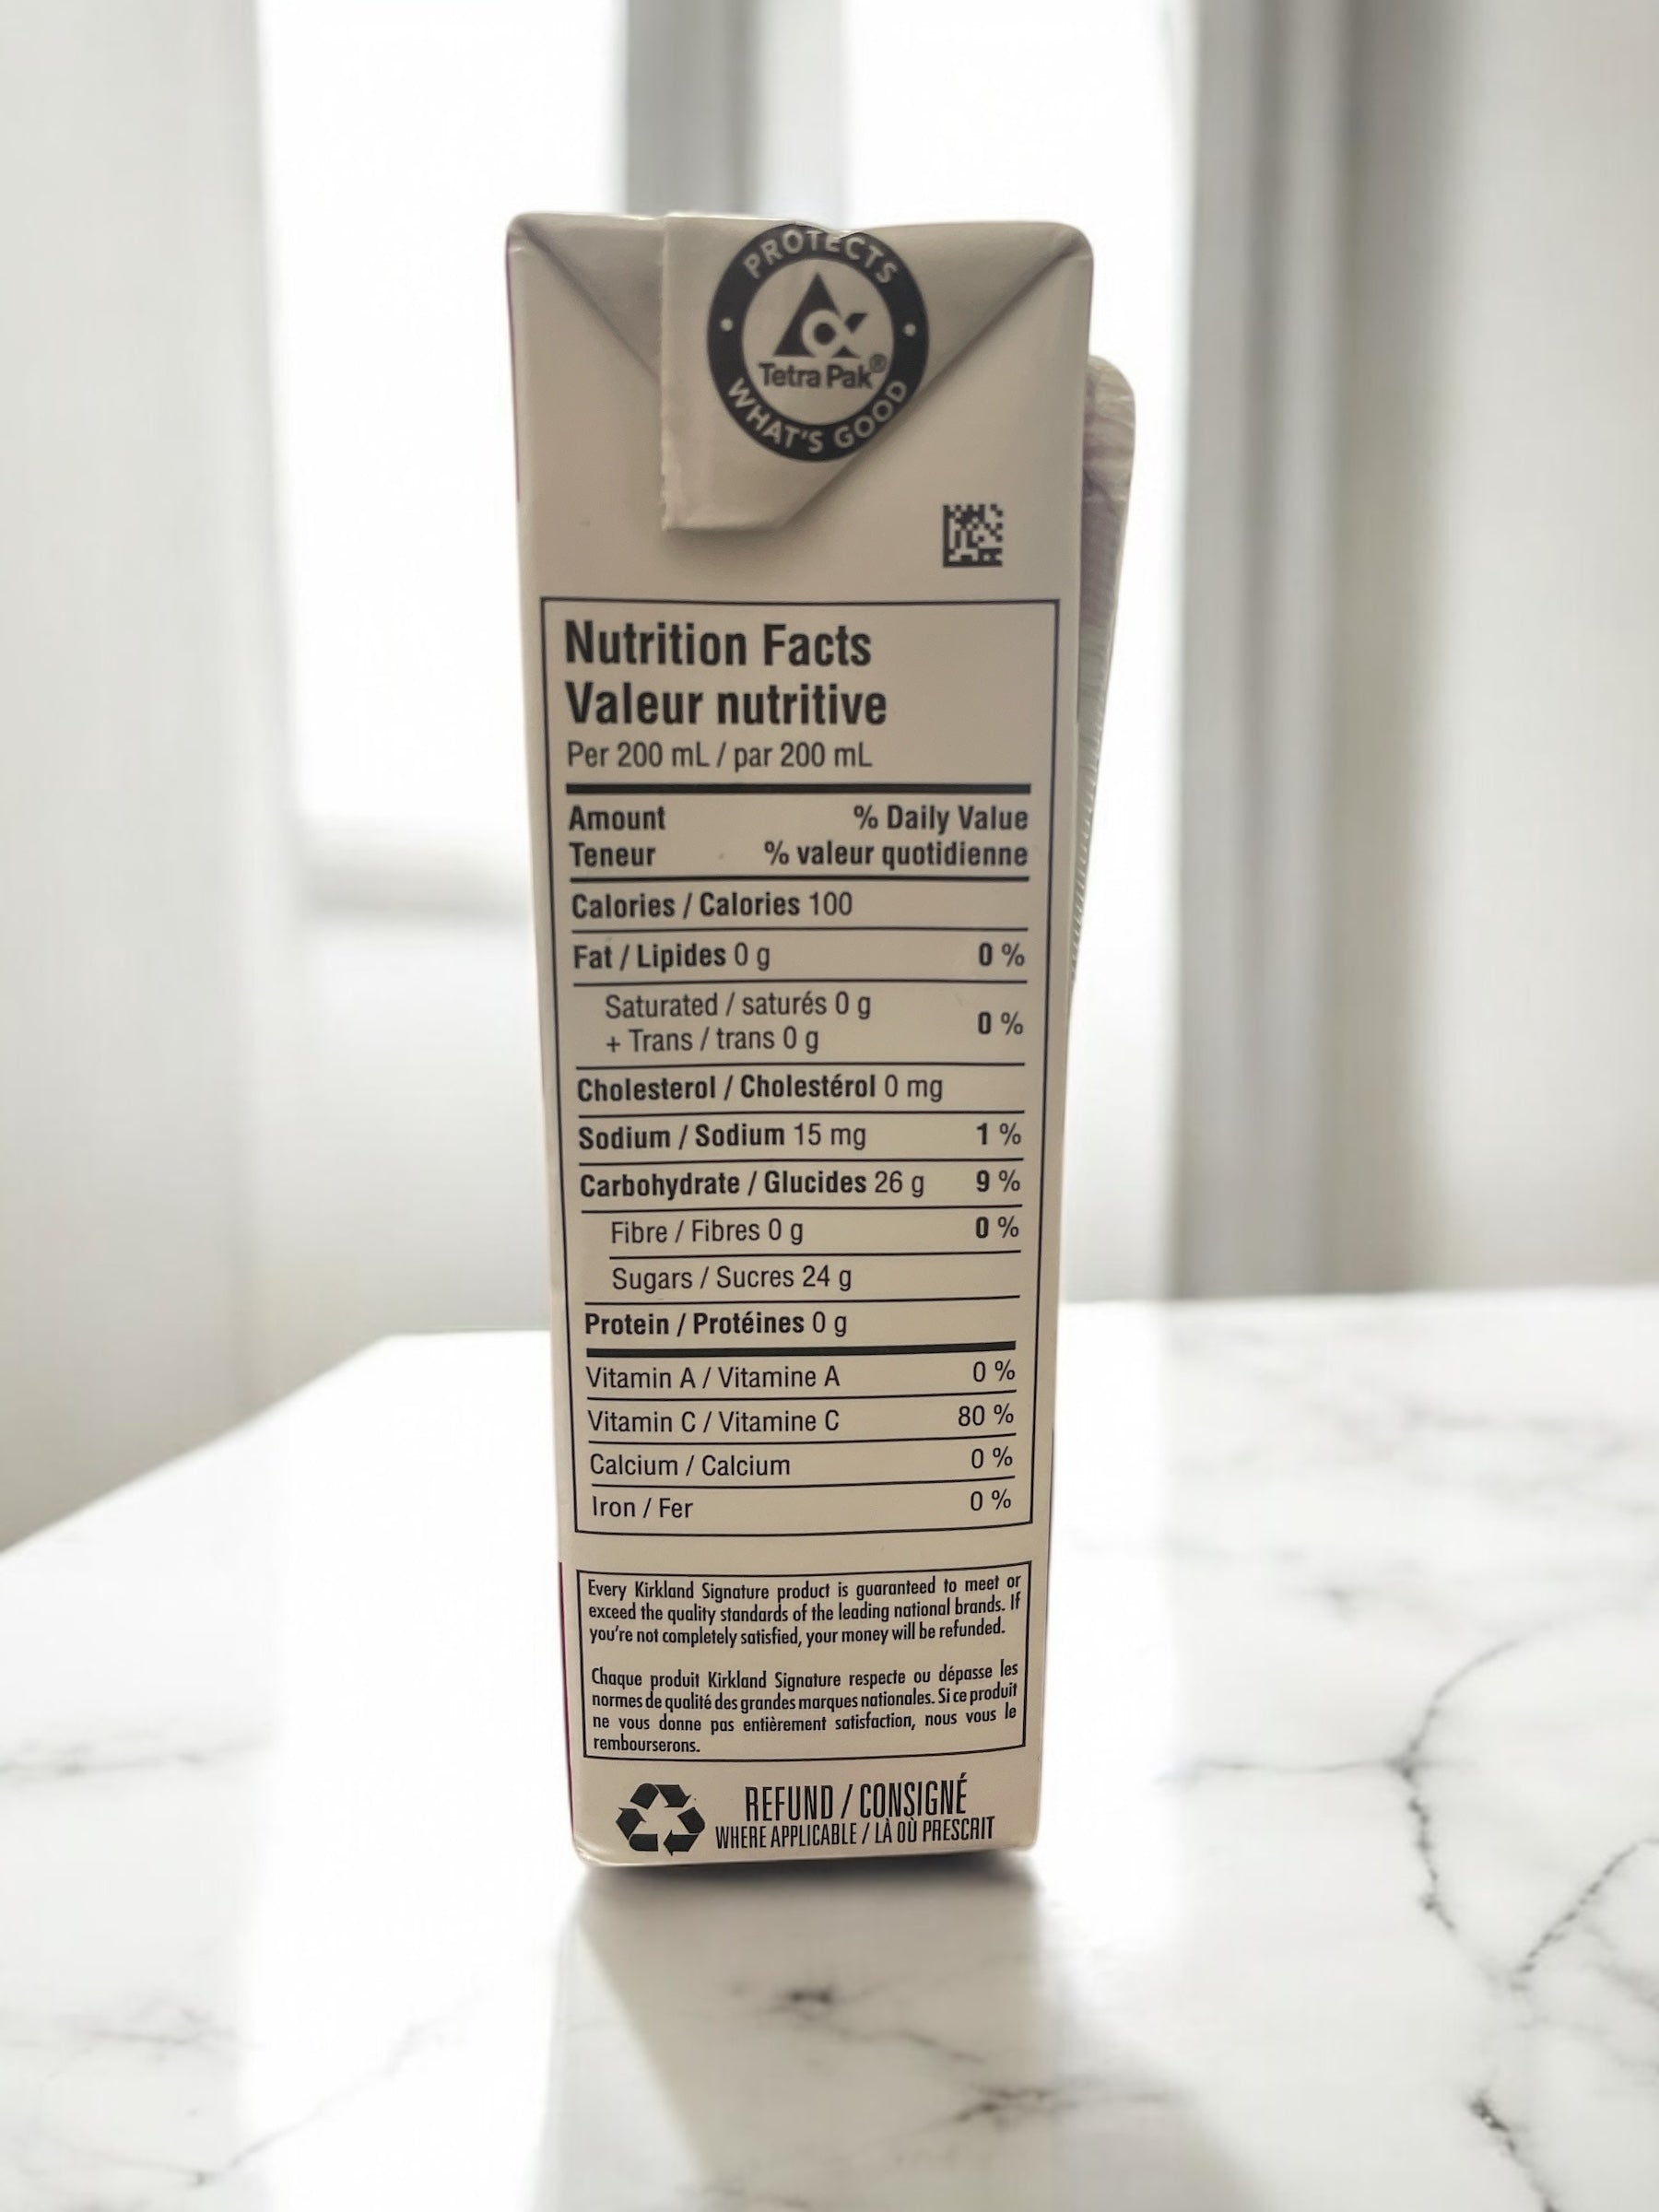 PROTECTS
Tetra Pak®
WHAT'S GOOD
Nutrition Facts
Valeur nutritive
Per 200 mL / par 200 mL
Amount % Daily Value
Teneur % valeur quotidienne
Calories / Calories 100
Fat / Lipides 0 g 0 %
Saturated / saturés 0 g
+ Trans / trans 0 g 0 %
Cholesterol / Cholestérol 0 mg
Sodium / Sodium 15 mg 1 %
Carbohydrate / Glucides 26 g 9 %
Fibre / Fibres 0 g 0 %
Sugars / Sucres 24 g
Protein / Protéines 0 g
Vitamin A / Vitamine A 0 %
Vitamin C / Vitamine C 80 %
Calcium / Calcium 0 %
Iron / Fer 0 %
Every Kirkland Signature product is guaranteed to meet or
exceed the quality standards of the leading national brands. If
you're not completely satisfied, your money will be refunded.
Chaque produit Kirkland Signature respecte ou dépasse les
normes de qualité des grandes marques nationales. Si ce produit
ne vous donne pas entièrement satisfaction, nous vous le
rembourserons.
REFUND / CONSIGNÉ
WHERE APPLICABLE / LÀ OÙ PRESCRIT